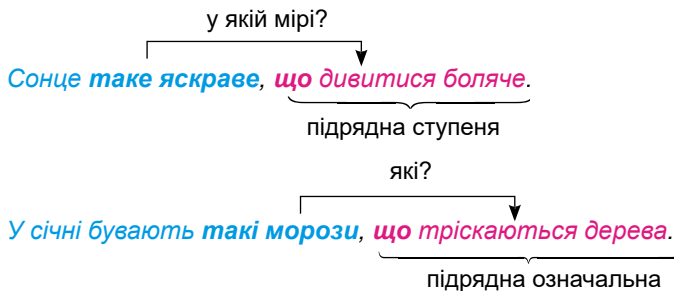 у якій мірі?
Сонце таке яскраве, що дивитися боляче.
підрядна ступеня
які?
У січні бувають такі морози, що тріскаються дерева.
підрядна означальна